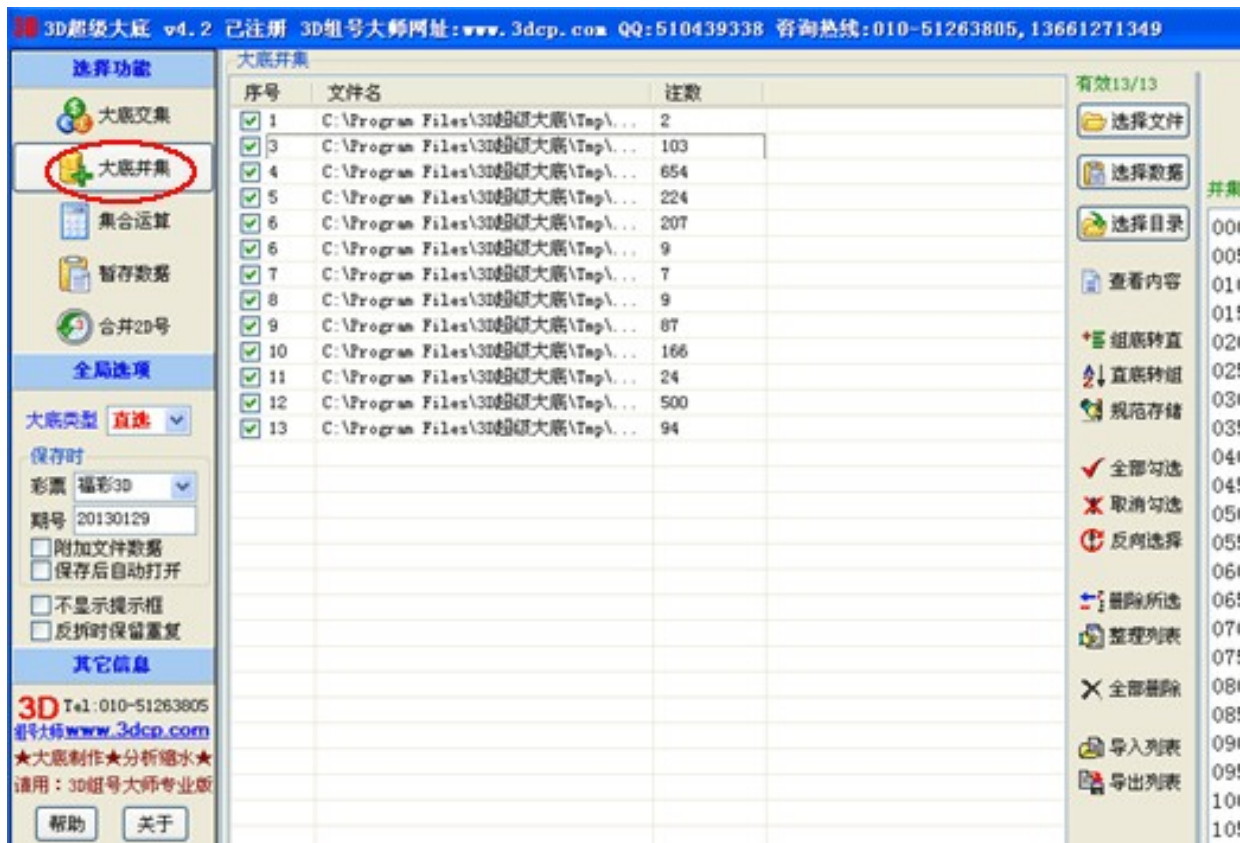 3D超级大底 v4.2 已注册 3D组号大师网址:www.3dcp.com QQ:510439338 咨询热线:010-51263805,13661271349
选择功能
大底交集
大底并集
集合运算
暂存数据
合并2D号
全局选项
大底类型 直选
保存时
彩票 福彩3D
期号 20130129
附加文件数据
保存后自动打开
不显示提示框
反拆时保留重复
其它信息
3D Tel:010-51263805
组号大师www.3dcp.com
★大底制作★分析缩水★
请用:3D组号大师专业版
帮助 关于
大底并集
序号 文件名 注数
1 C:\Program Files\3D超级大底\Tmp\... 2
3 C:\Program Files\3D超级大底\Tmp\... 103
4 C:\Program Files\3D超级大底\Tmp\... 654
5 C:\Program Files\3D超级大底\Tmp\... 224
6 C:\Program Files\3D超级大底\Tmp\... 207
6 C:\Program Files\3D超级大底\Tmp\... 9
7 C:\Program Files\3D超级大底\Tmp\... 7
8 C:\Program Files\3D超级大底\Tmp\... 9
9 C:\Program Files\3D超级大底\Tmp\... 87
10 C:\Program Files\3D超级大底\Tmp\... 166
11 C:\Program Files\3D超级大底\Tmp\... 24
12 C:\Program Files\3D超级大底\Tmp\... 500
13 C:\Program Files\3D超级大底\Tmp\... 94
有效13/13
选择文件
选择数据
选择目录
查看内容
组底转直
直底转组
规范存储
全部勾选
取消勾选
反向选择
删除所选
整理列表
全部删除
导入列表
导出列表
并集